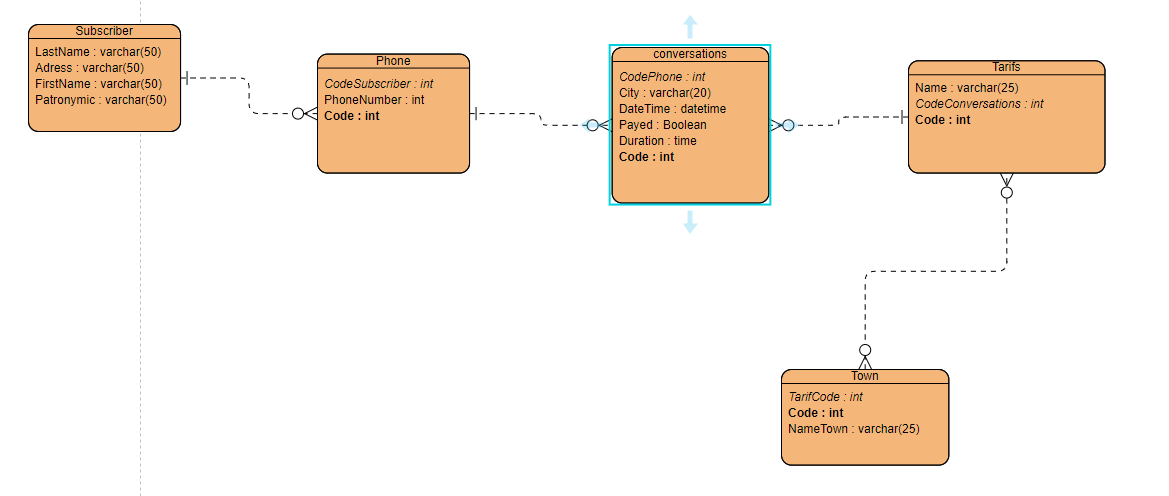 Subscriber
LastName : varchar(50)
Adress : varchar(50)
FirstName : varchar(50)
Patronymic : varchar(50)
Phone
CodeSubscriber : int
PhoneNumber : int
Code : int
conversations
CodePhone : int
City : varchar(20)
DateTime : datetime
Payed : Boolean
Duration : time
Code : int
Tarifs
Name : varchar(25)
CodeConversations : int
Code : int
Town
TarifCode : int
Code : int
NameTown : varchar(25)